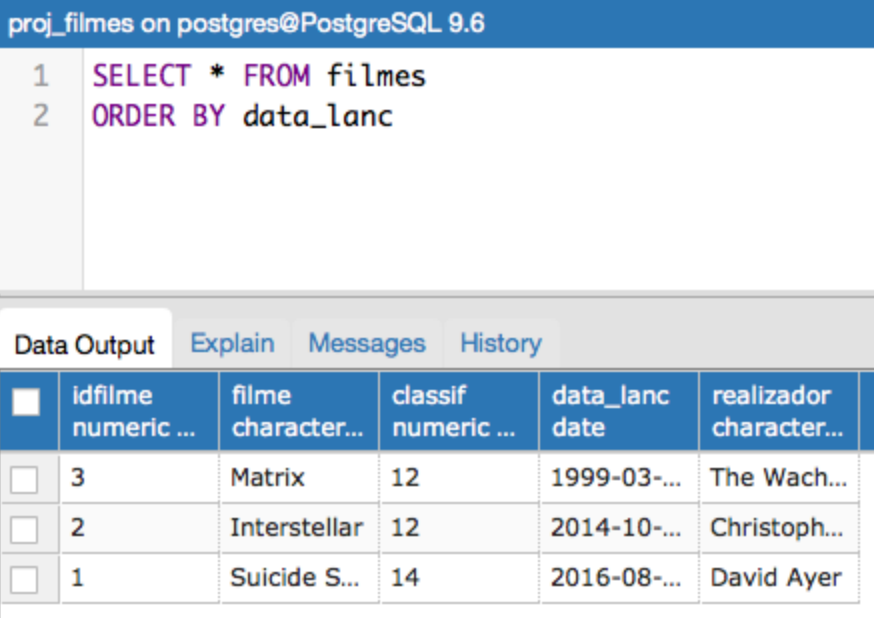 proj_filmes on postgres@PostgreSQL 9.6
1 SELECT * FROM filmes
2 ORDER BY data_lanc
Data Output Explain Messages History
idfilme filme classif data_lanc realizador
numeric ... character... numeric ... date character...
3 Matrix 12 1999-03-... The Wach...
2 Interstellar 12 2014-10-... Christoph...
1 Suicide S... 14 2016-08-... David Ayer